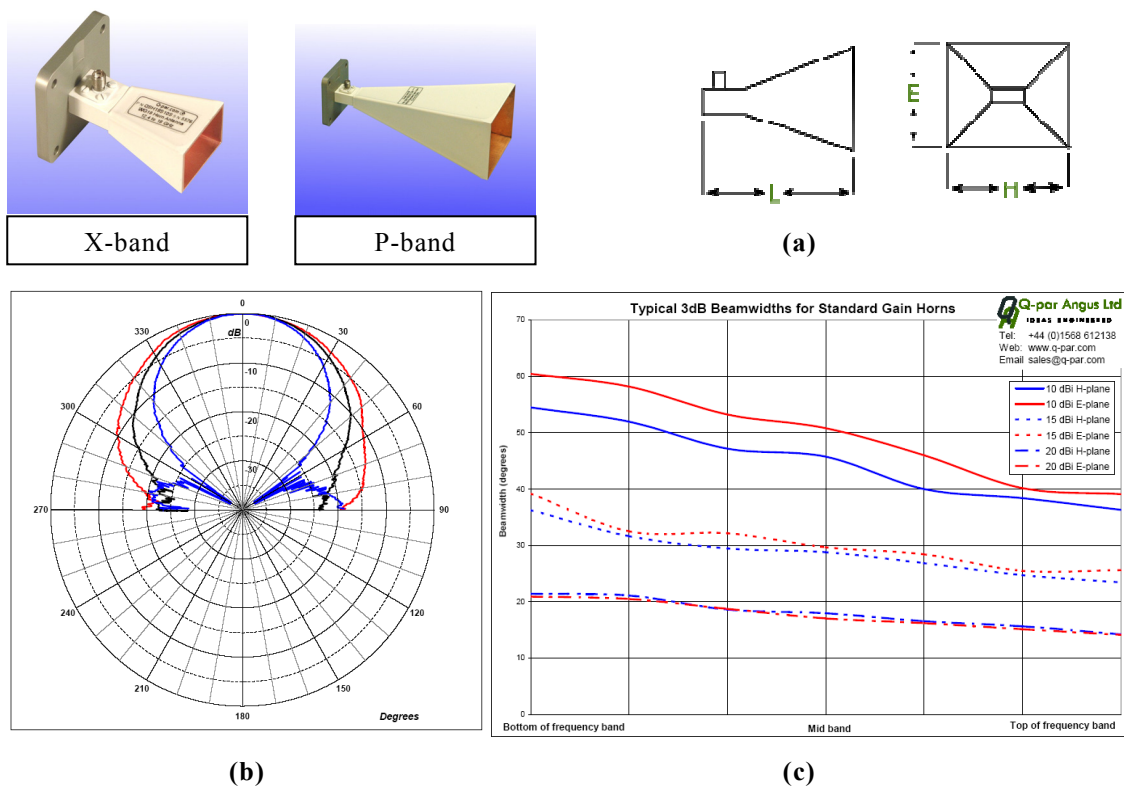 X-band
P-band
E
L
H
(a)
0
330
30
300
60
270
90
240
120
210
150
180
0
dB
-10
-20
-30
Degrees
(b)
Typical 3dB Beamwidths for Standard Gain Horns
Q-par Angus Ltd
IDEAS ENGINEERED
Tel: +44 (0)1568 612138
Web: www.q-par.com
Email sales@q-par.com
70
60
50
40
30
20
10
0
Beamwidth (degrees)
10 dBi H-plane
10 dBi E-plane
15 dBi H-plane
15 dBi E-plane
20 dBi H-plane
20 dBi E-plane
Bottom of frequency band
Mid band
Top of frequency band
(c)